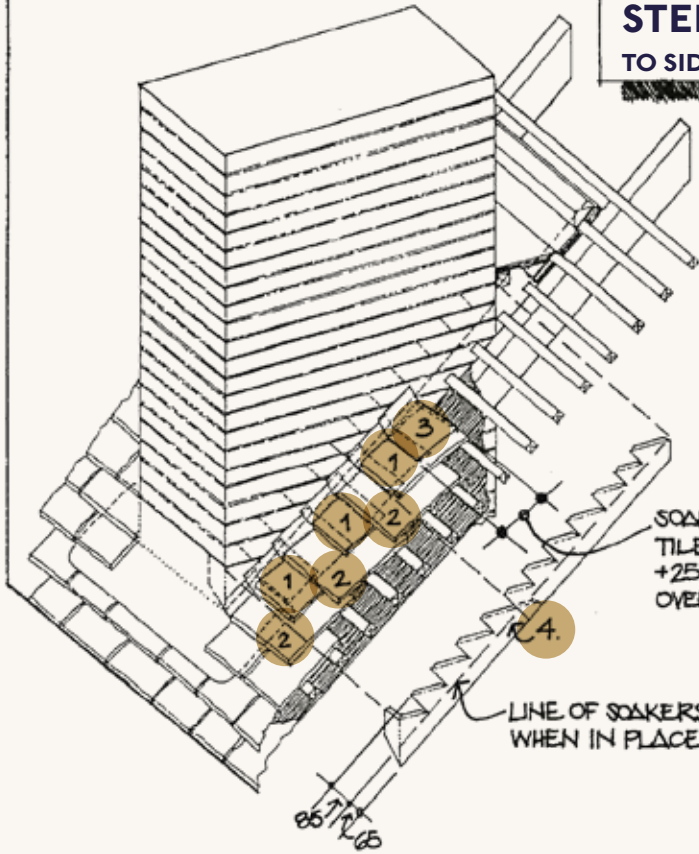 STE
TO SID
3
1
1
2
1
2
2
SOA
TILE
+25
OVE
4.
LINE OF SOAKERS
WHEN IN PLACE
85
65